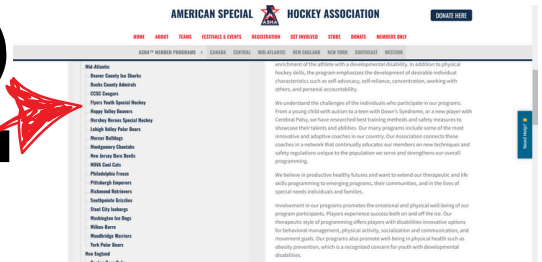 AMERICAN SPECIAL HOCKEY ASSOCIATION
ASHA
DONATE HERE
HOME ABOUT TEAMS FESTIVALS & EVENTS REGISTRATION GET INVOLVED STORE DONATE MEMBERS ONLY
ASHA™ MEMBER PROGRAMS CANADA CENTRAL MID-ATLANTIC NEW ENGLAND NEW YORK SOUTHEAST WESTERN
Mid-Atlantic
Beaver County Ice Sharks
Bucks County Admirals
CCSC Cougars
Flyers Youth Special Hockey
Happy Valley Beavers
Hershey Heroes Special Hockey
Lehigh Valley Polar Bears
Mercer Bulldogs
Montgomery Cheetahs
New Jersey Dare Devils
NOVA Cool Cats
Philadelphia Freeze
Pittsburgh Emperors
Richmond Retrievers
Southpointe Grizzlies
Steel City Icebergs
Washington Ice Dogs
Wilkes-Barre
Woodbridge Warriors
York Polar Bears
New England
enrichment of the athlete with a developmental disability. In addition to physical
hockey skills, the program emphasizes the development of desirable individual
characteristics such as self-advocacy, self-reliance, concentration, working with
others, and personal accountability.
We understand the challenges of the individuals who participate in our programs.
From a young child with autism to a teen with Down's Syndrome, or a new player with
Cerebral Palsy, we have researched best training methods and safety measures to
showcase their talents and abilities. Our many programs include some of the most
innovative and adaptive coaches in our country. Our Association connects these
coaches in a network that continually educates our members on new techniques and
safety regulations unique to the population we serve and strengthens our overall
programming.
We believe in productive healthy futures and want to extend our therapeutic and life
skills programming to emerging programs, their communities, and in the lives of
special needs individuals and families.
Involvement in our programs promotes the emotional and physical well-being of our
program participants. Players experience success both on and off the ice. Our
therapeutic style of programming offers players with disabilities innovative options
for behavioral management, physical activity, socialization and communication, and
movement goals. Our programs also promote well-being in physical health such as
obesity prevention, which is a recognized concern for youth with developmental
disabilities.
Need Help?